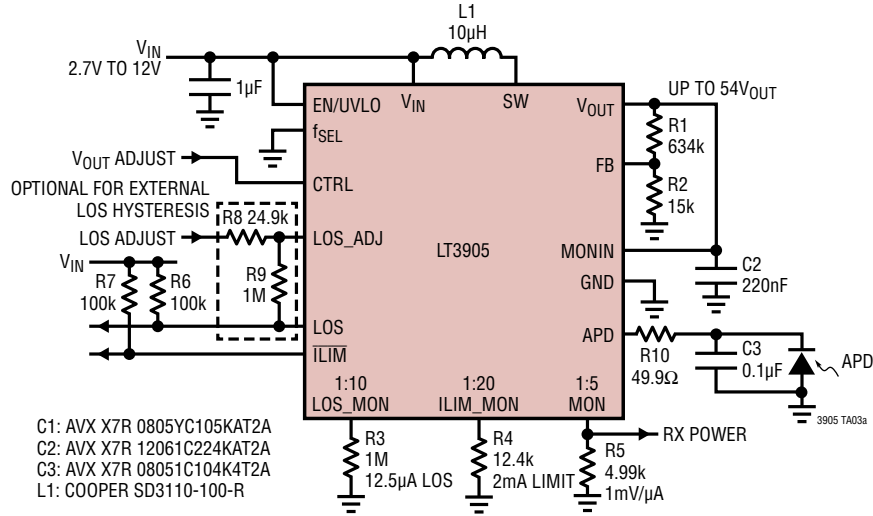 L1
10µH
VIN
2.7V TO 12V
1µF
EN/UVLO
VIN
SW
VOUT
UP TO 54VOUT
fSEL
R1
634k
VOUT ADJUST
FB
CTRL
R2
15k
OPTIONAL FOR EXTERNAL
LOS HYSTERESIS
R8 24.9k
LOS ADJUST
LOS_ADJ
LT3905
MONIN
VIN
R7
100k
R6
100k
R9
1M
GND
C2
220nF
LOS
ILIM
APD
R10
49.9Ω
C3
0.1µF
APD
1:10
LOS_MON
1:20
ILIM_MON
1:5
MON
3905 TA03a
RX POWER
C1: AVX X7R 0805YC105KAT2A
C2: AVX X7R 12061C224KAT2A
C3: AVX X7R 08051C104K4T2A
L1: COOPER SD3110-100-R
R3
1M
12.5µA LOS
R4
12.4k
2mA LIMIT
R5
4.99k
1mV/µA